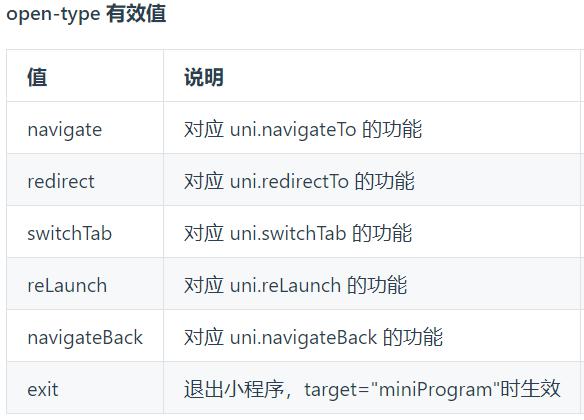 open-type 有效值
值 说明
navigate 对应 uni.navigateTo 的功能
redirect 对应 uni.redirectTo 的功能
switchTab 对应 uni.switchTab 的功能
reLaunch 对应 uni.reLaunch 的功能
navigateBack 对应 uni.navigateBack 的功能
exit 退出小程序，target="miniProgram"时生效